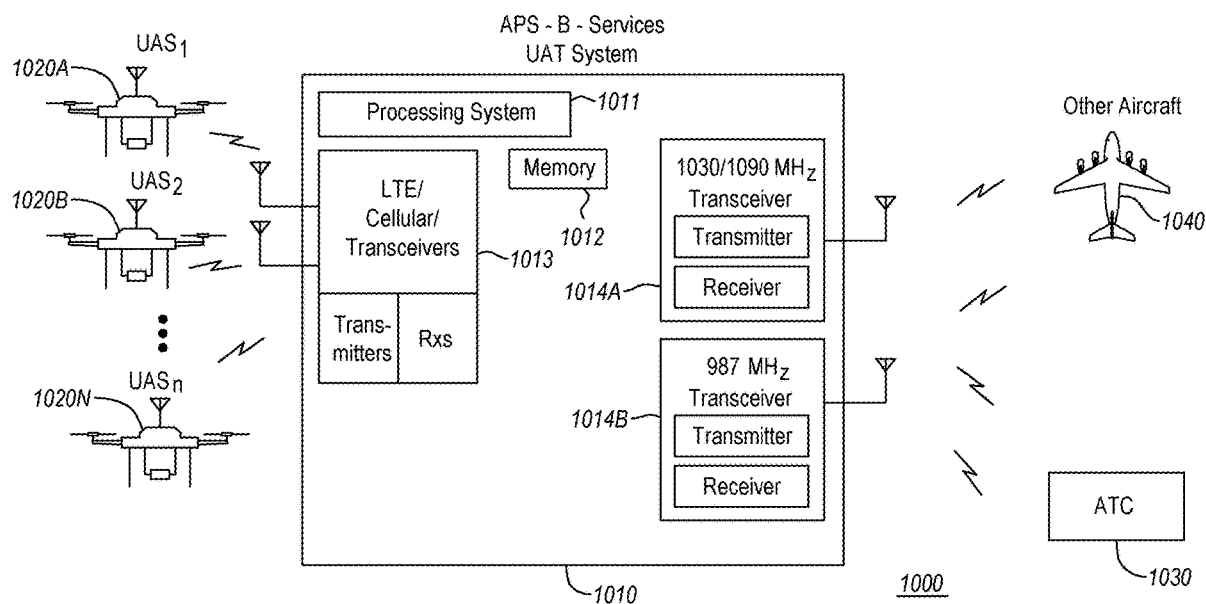 APS - B - Services
UAT System
UAS1
1020A
UAS2
1020B
UASn
1020N
Processing System
1011
LTE/
Cellular/
Transceivers
1013
Trans-
mitters
Rxs
Memory
1012
1030/1090 MHz
Transceiver
Transmitter
Receiver
1014A
987 MHz
Transceiver
Transmitter
Receiver
1014B
1010
Other Aircraft
1040
ATC
1030
1000